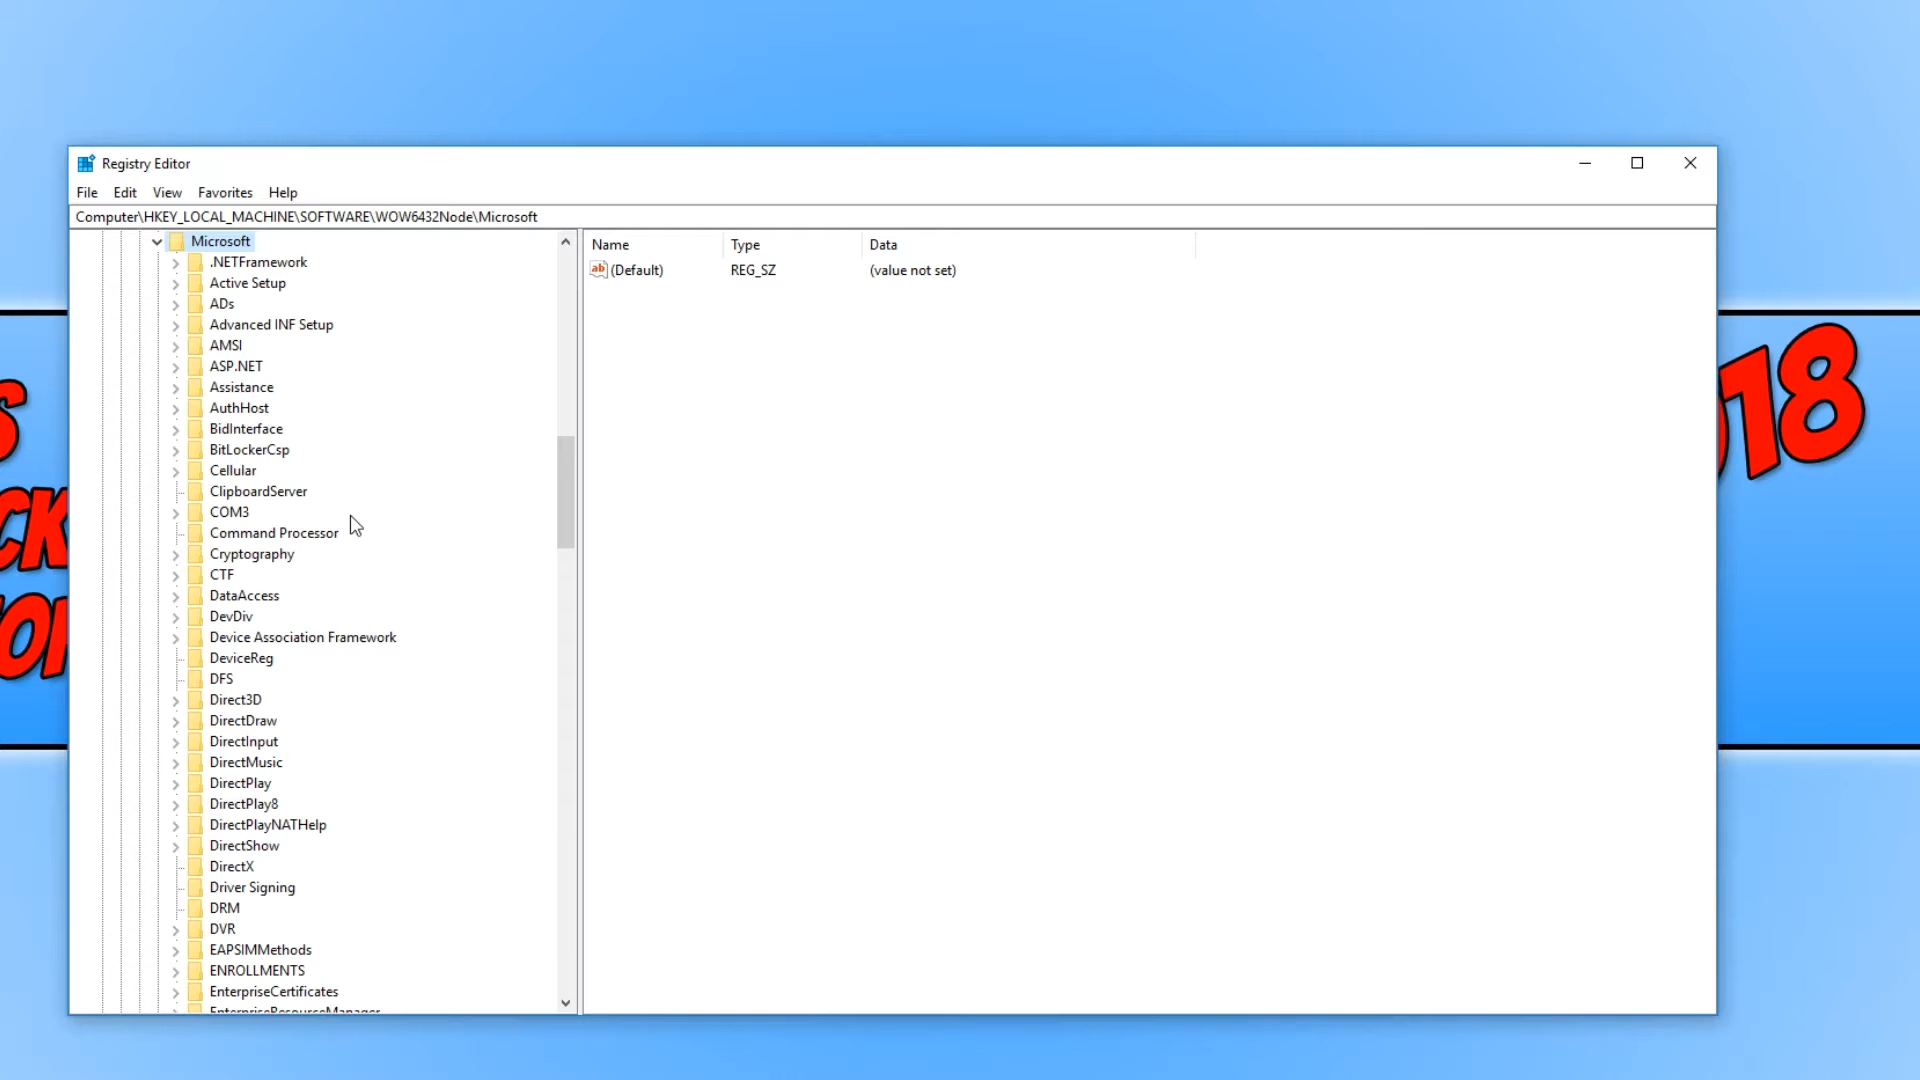 Registry Editor
File Edit View Favorites Help
Computer\HKEY_LOCAL_MACHINE\SOFTWARE\WOW6432Node\Microsoft
Microsoft
.NETFramework
Active Setup
ADs
Advanced INF Setup
AMSI
ASP.NET
Assistance
AuthHost
BidInterface
BitLockerCsp
Cellular
ClipboardServer
COM3
Command Processor
Cryptography
CTF
DataAccess
DevDiv
Device Association Framework
DeviceReg
DFS
Direct3D
DirectDraw
DirectInput
DirectMusic
DirectPlay
DirectPlay8
DirectPlayNATHelp
DirectShow
DirectX
Driver Signing
DRM
DVR
EAPSIMMethods
ENROLLMENTS
EnterpriseCertificates
EnterpriseResourceManager
Name Type Data
(Default) REG_SZ (value not set)
18